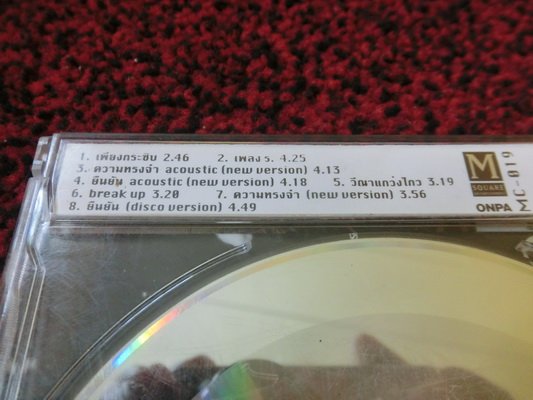 1. เพียงกระซิบ 2.46 2. เพลง ร. 4.25
3. ความทรงจำ acoustic (new version) 4.13
4. ยืนยัน acoustic (new version) 4.18 5. วีณาแกว่งไกว 3.19
6. break up 3.20 7. ความทรงจำ (new version) 3.56
8. ยืนยัน (disco version) 4.49
M
SQUARE
ONPA
MC-019